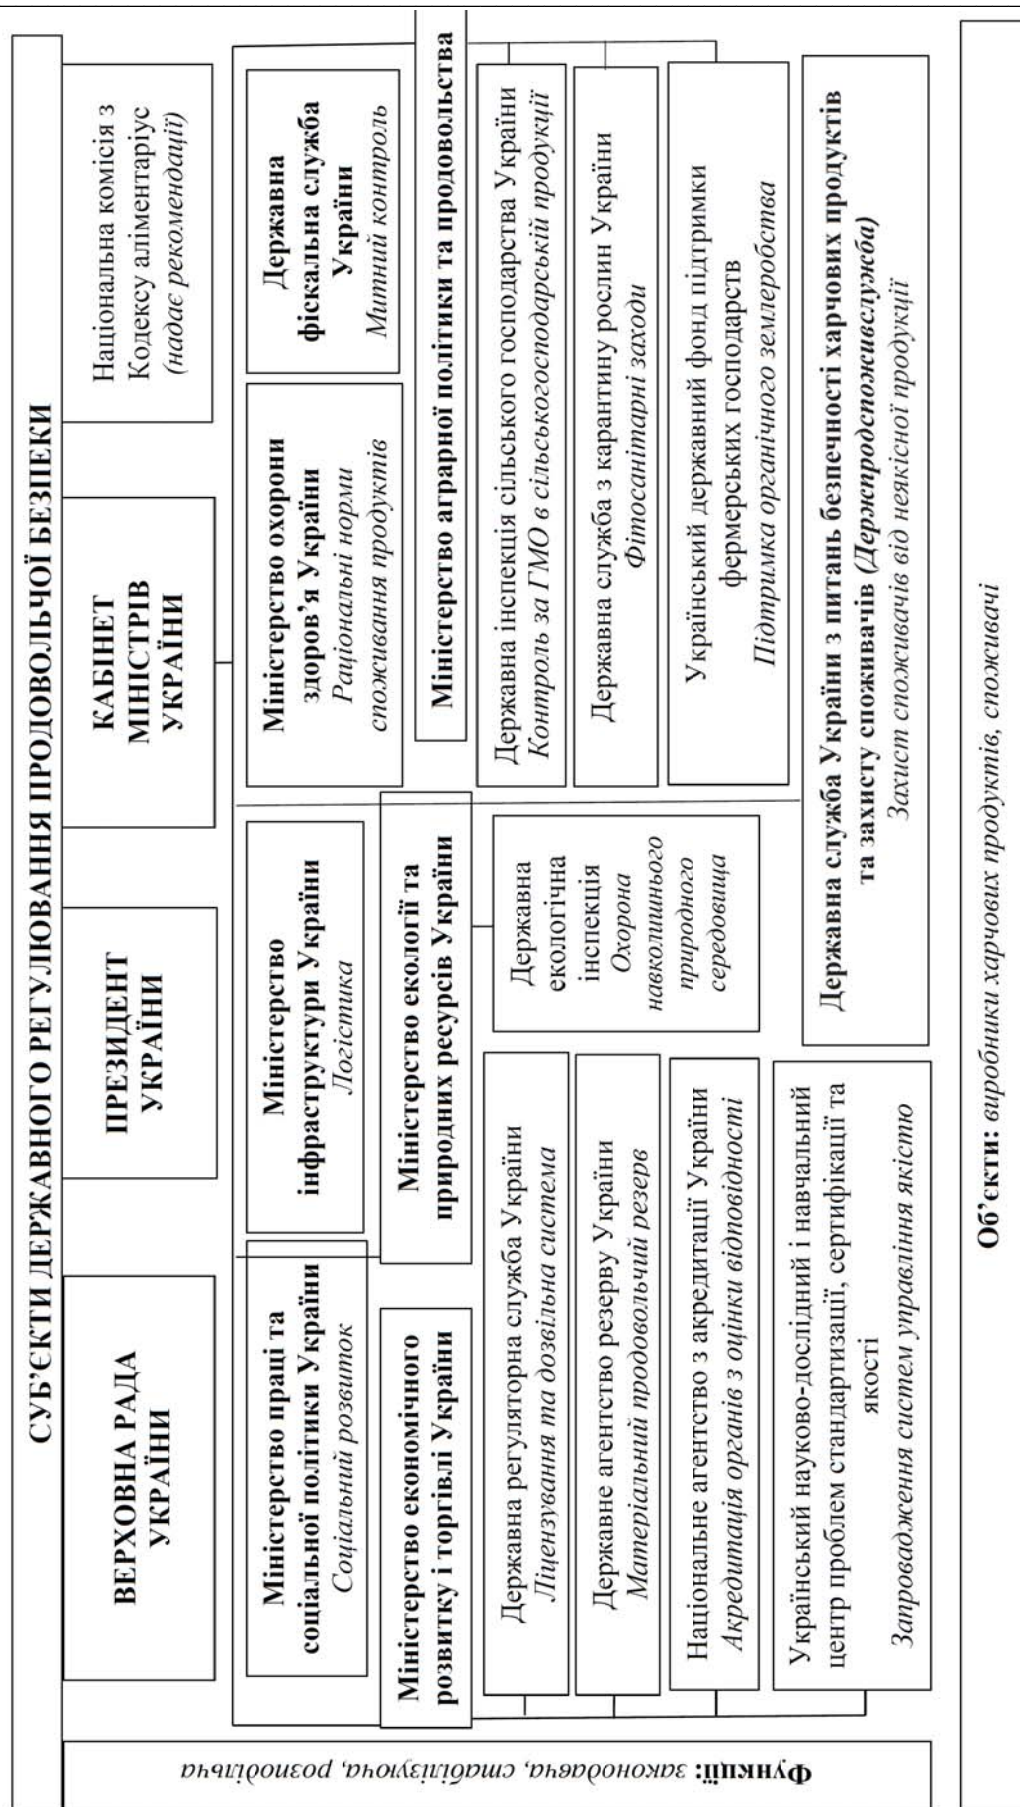 СУБ’ЄКТИ ДЕРЖАВНОГО РЕГУЛЮВАННЯ ПРОДОВОЛЬЧОЇ БЕЗПЕКИ
ВЕРХОВНА РАДА
УКРАЇНИ
ПРЕЗИДЕНТ
УКРАЇНИ
КАБІНЕТ
МІНІСТРІВ
УКРАЇНИ
Національна комісія з
Кодексу аліментаріус
(надає рекомендації)
Міністерство праці та
соціальної політики України
Соціальний розвиток
Міністерство
інфраструктури України
Логістика
Міністерство охорони
здоров’я України
Раціональні норми
споживання продуктів
Державна
фіскальна служба
України
Митний контроль
Міністерство економічного
розвитку і торгівлі України
Міністерство екології та
природних ресурсів України
Міністерство аграрної політики та продовольства
Державна регуляторна служба України
Ліцензування та дозвільна система
Державне агентство резерву України
Матеріальний продовольчий резерв
Національне агентство з акредитації України
Акредитація органів з оцінки відповідності
Український науково-дослідний і навчальний
центр проблем стандартизації, сертифікації та
якості
Запровадження систем управління якістю
Державна
екологічна
інспекція
Охорона
навколишнього
природного
середовища
Державна інспекція сільського господарства України
Контроль за ГМО в сільськогосподарській продукції
Державна служба з карантину рослин України
Фітосанітарні заходи
Український державний фонд підтримки
фермерських господарств
Підтримка органічного землеробства
Державна служба України з питань безпечності харчових продуктів
та захисту споживачів (Держпродспоживслужба)
Захист споживачів від неякісної продукції
Функції: законодавча, стабілізуюча, розподільча
Об’єкти: виробники харчових продуктів, споживачі